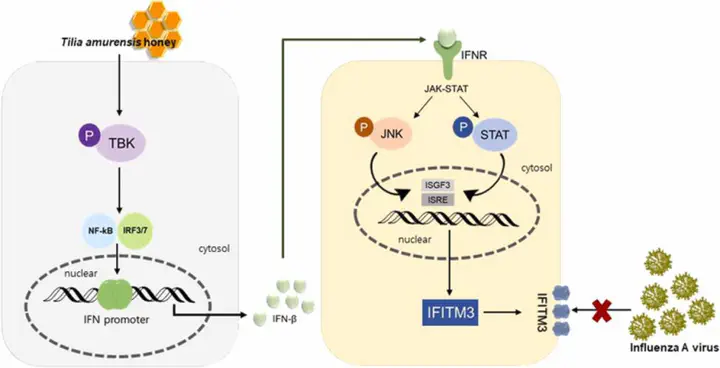 Tilia amurensis honey
P
TBK
NF-kB
IRF3/7
cytosol
nuclear
IFN promoter
IFN-β
IFNR
JAK-STAT
P
JNK
P
STAT
cytosol
ISGF3
ISRE
nuclear
IFITM3
IFITM3
Influenza A virus